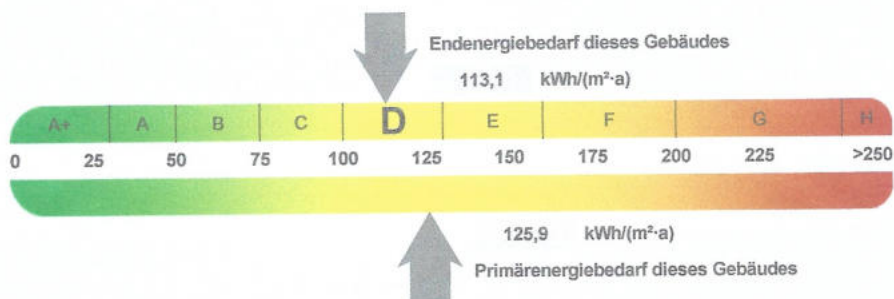 Endenergiebedarf dieses Gebäudes
113,1 kWh/(m²·a)
A+ A B C D E F G H
0 25 50 75 100 125 150 175 200 225 >250
125,9 kWh/(m²·a)
Primärenergiebedarf dieses Gebäudes